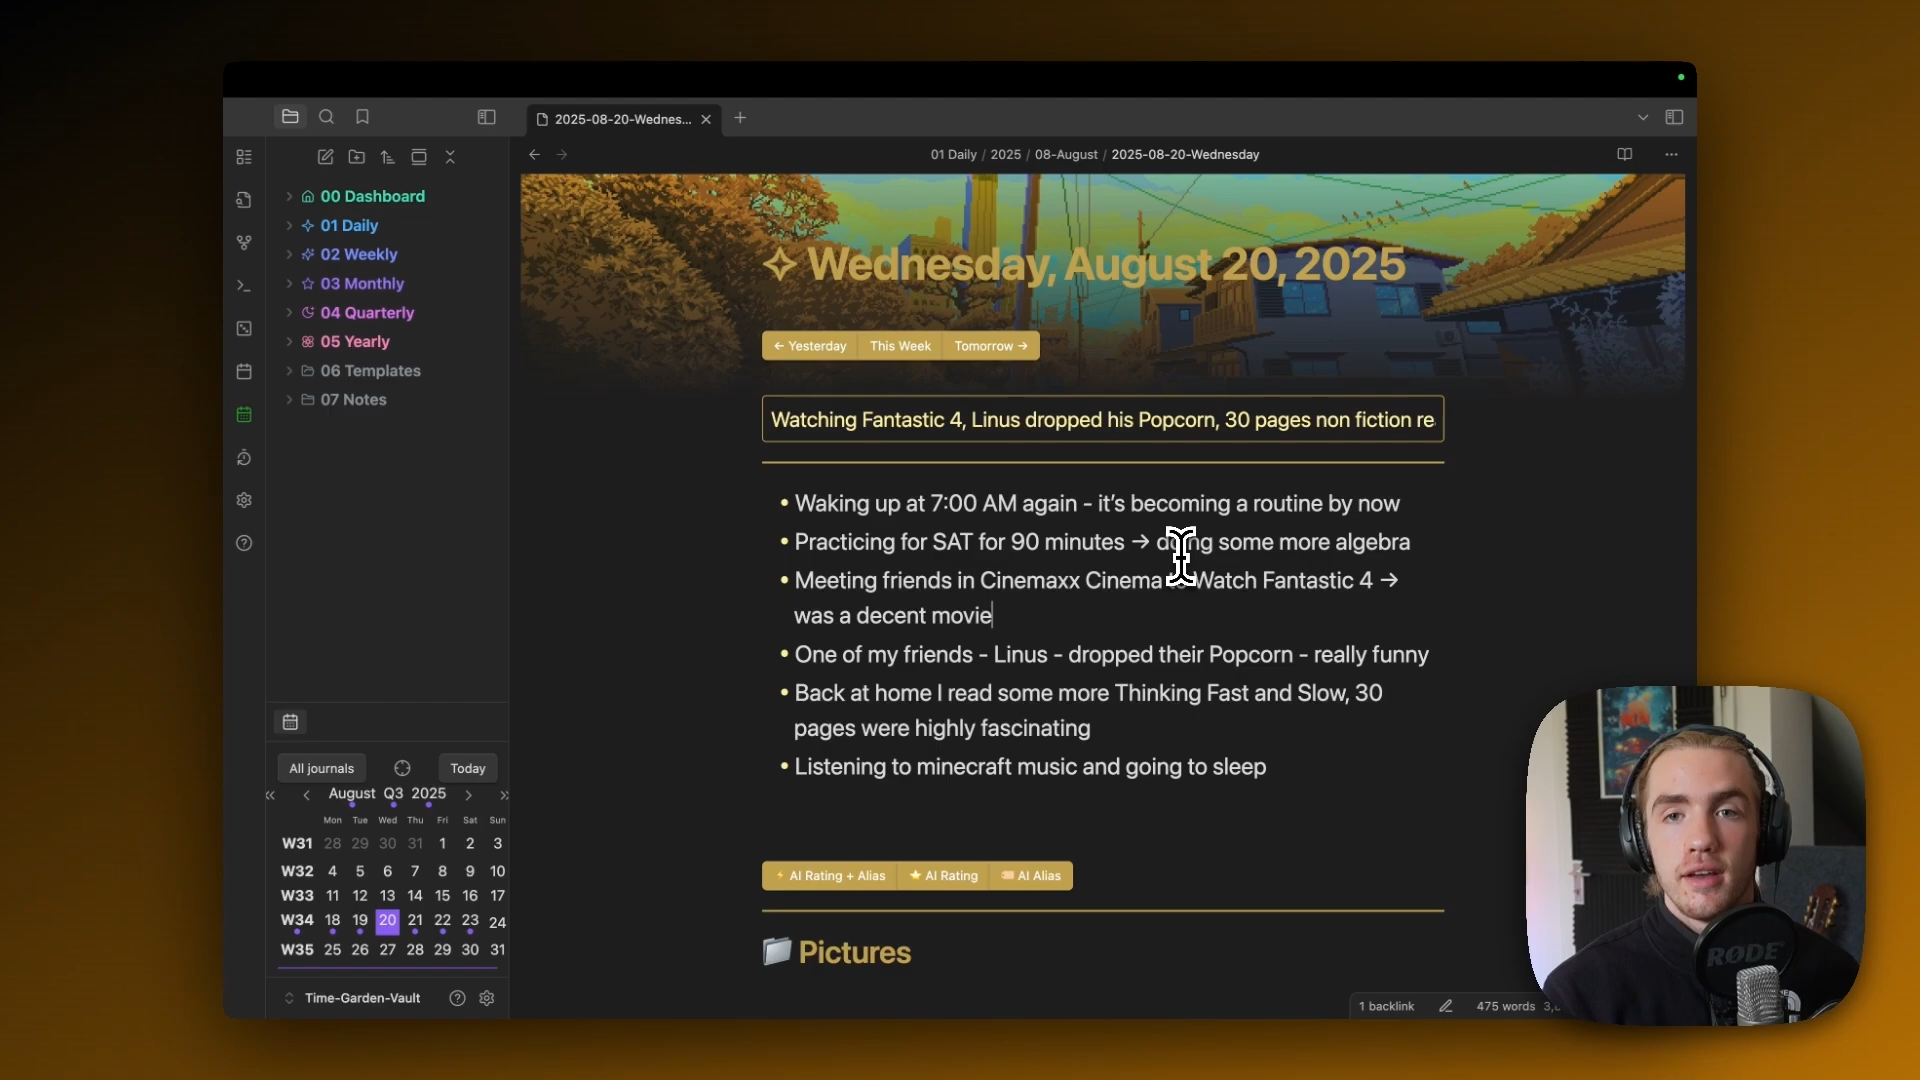 2025-08-20-Wednes...
01 Daily / 2025 / 08-August / 2025-08-20-Wednesday
00 Dashboard
01 Daily
02 Weekly
03 Monthly
04 Quarterly
05 Yearly
06 Templates
07 Notes
Wednesday, August 20, 2025
← Yesterday This Week Tomorrow →
Watching Fantastic 4, Linus dropped his Popcorn, 30 pages non fiction re
• Waking up at 7:00 AM again - it's becoming a routine by now
• Practicing for SAT for 90 minutes → doing some more algebra
• Meeting friends in Cinemaxx Cinema to Watch Fantastic 4 →
was a decent movie
• One of my friends - Linus - dropped their Popcorn - really funny
• Back at home I read some more Thinking Fast and Slow, 30
pages were highly fascinating
• Listening to minecraft music and going to sleep
AI Rating + Alias AI Rating AI Alias
Pictures
All journals Today
August Q3 2025
Mon Tue Wed Thu Fri Sat Sun
W31 28 29 30 31 1 2 3
W32 4 5 6 7 8 9 10
W33 11 12 13 14 15 16 17
W34 18 19 20 21 22 23 24
W35 25 26 27 28 29 30 31
Time-Garden-Vault
1 backlink 475 words
RØDE